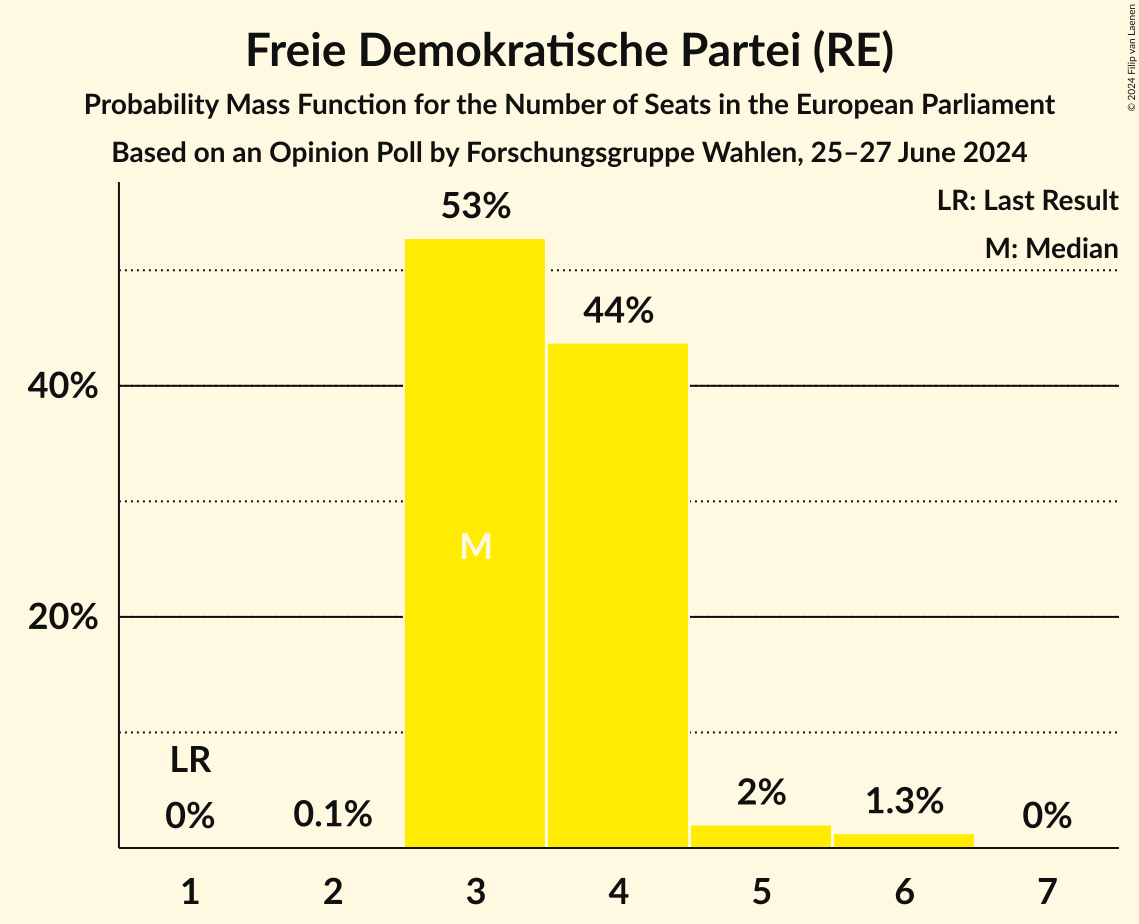 Freie Demokratische Partei (RE)
Probability Mass Function for the Number of Seats in the European Parliament
Based on an Opinion Poll by Forschungsgruppe Wahlen, 25–27 June 2024
© 2024 Filip van Laenen
LR: Last Result
M: Median
53%
44%
40%
M
20%
LR
0%
0.1%
2%
1.3%
0%
1 2 3 4 5 6 7